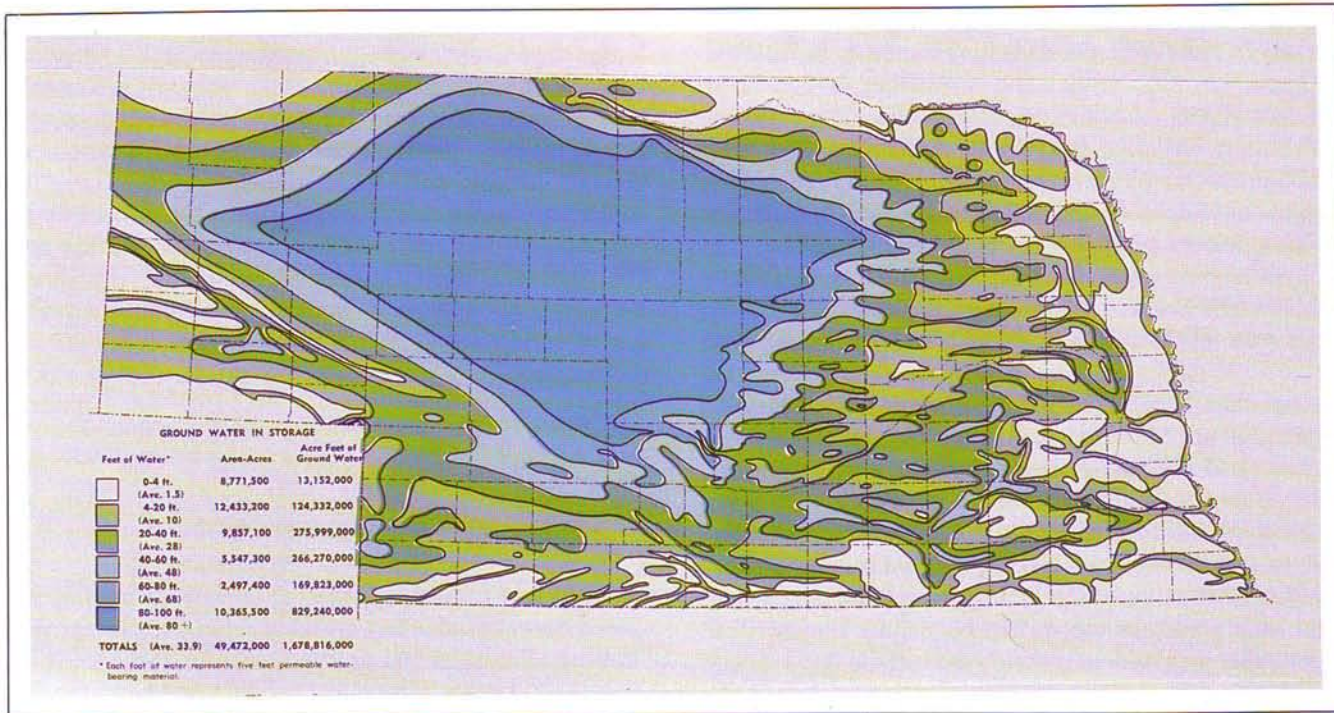 GROUND WATER IN STORAGE
Feet of Water* Area-Acres Acre Feet of Ground Water
0-4 ft. 8,771,500 13,152,000
(Ave. 1.5)
4-20 ft. 12,433,200 124,332,000
(Ave. 10)
20-40 ft. 9,857,100 275,999,000
(Ave. 28)
40-60 ft. 5,547,300 266,270,000
(Ave. 48)
60-80 ft. 2,497,400 169,823,000
(Ave. 68)
80-100 ft. 10,365,500 829,240,000
(Ave. 80 +)
TOTALS (Ave. 33.9) 49,472,000 1,678,816,000
* Each foot of water represents five feet permeable water-
bearing material.